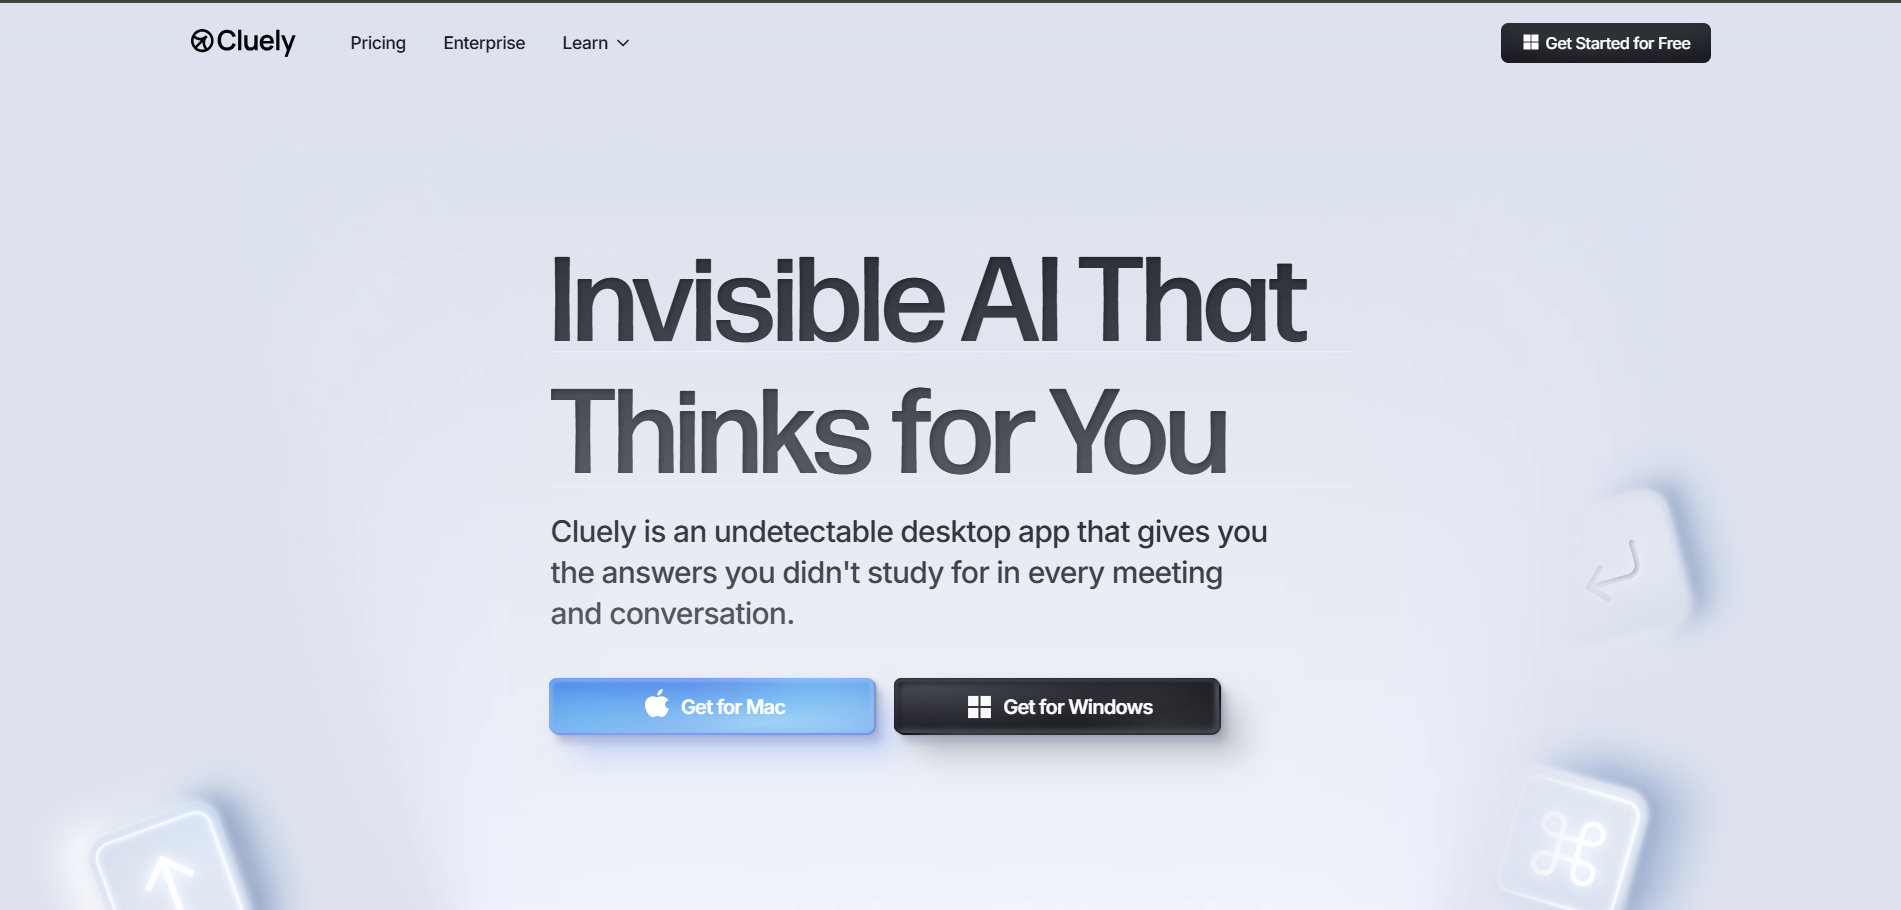 Cluely
Pricing
Enterprise
Learn
Get Started for Free
Invisible AI That
Thinks for You
Cluely is an undetectable desktop app that gives you
the answers you didn't study for in every meeting
and conversation.
Get for Mac
Get for Windows